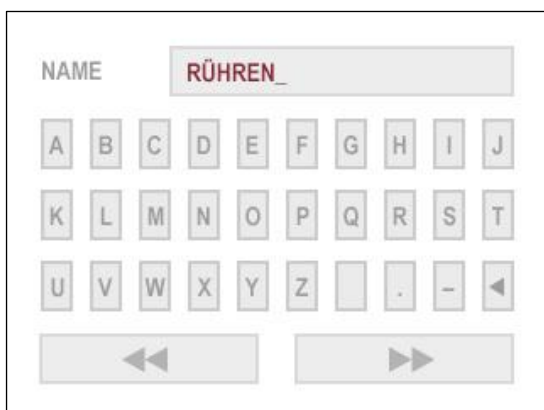 NAME RÜHREN_
A B C D E F G H I J
K L M N O P Q R S T
U V W X Y Z . – ◀
◀◀ ▶▶